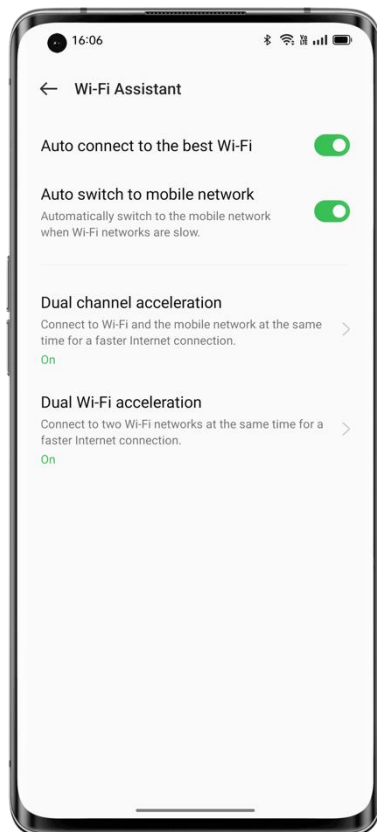 16:06
Wi-Fi Assistant
Auto connect to the best Wi-Fi
Auto switch to mobile network
Automatically switch to the mobile network
when Wi-Fi networks are slow.
Dual channel acceleration
Connect to Wi-Fi and the mobile network at the same
time for a faster Internet connection.
On
Dual Wi-Fi acceleration
Connect to two Wi-Fi networks at the same time for a
faster Internet connection.
On